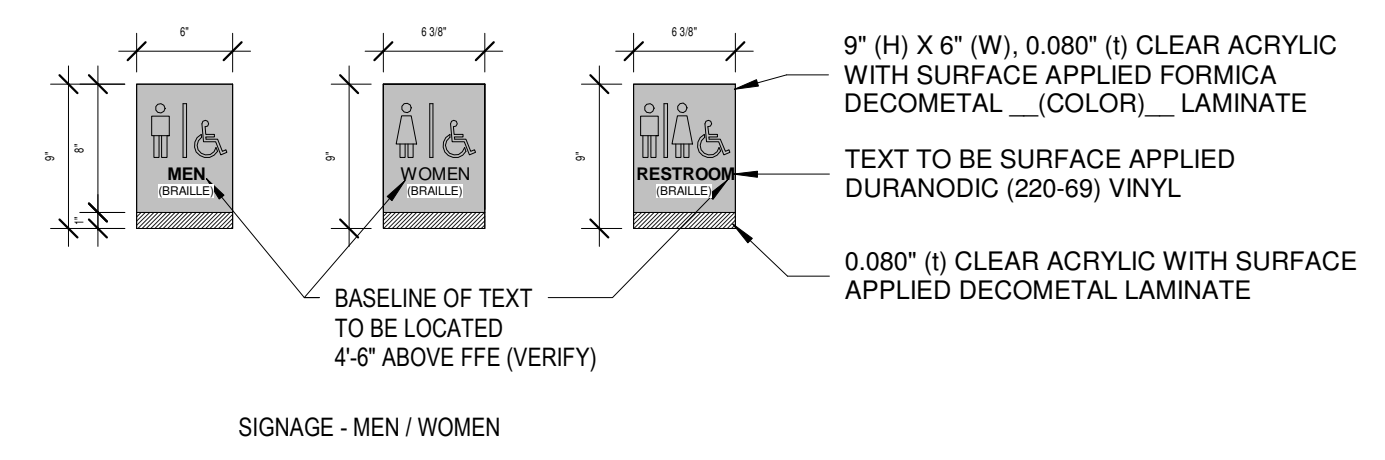 6"
6 3/8"
6 3/8"
9"
8"
1"
9"
9"
MEN
(BRAILLE)
WOMEN
(BRAILLE)
RESTROOM
(BRAILLE)
9" (H) X 6" (W), 0.080" (t) CLEAR ACRYLIC
WITH SURFACE APPLIED FORMICA
DECOMETAL __(COLOR)__ LAMINATE
TEXT TO BE SURFACE APPLIED
DURANODIC (220-69) VINYL
0.080" (t) CLEAR ACRYLIC WITH SURFACE
APPLIED DECOMETAL LAMINATE
BASELINE OF TEXT
TO BE LOCATED
4'-6" ABOVE FFE (VERIFY)
SIGNAGE - MEN / WOMEN